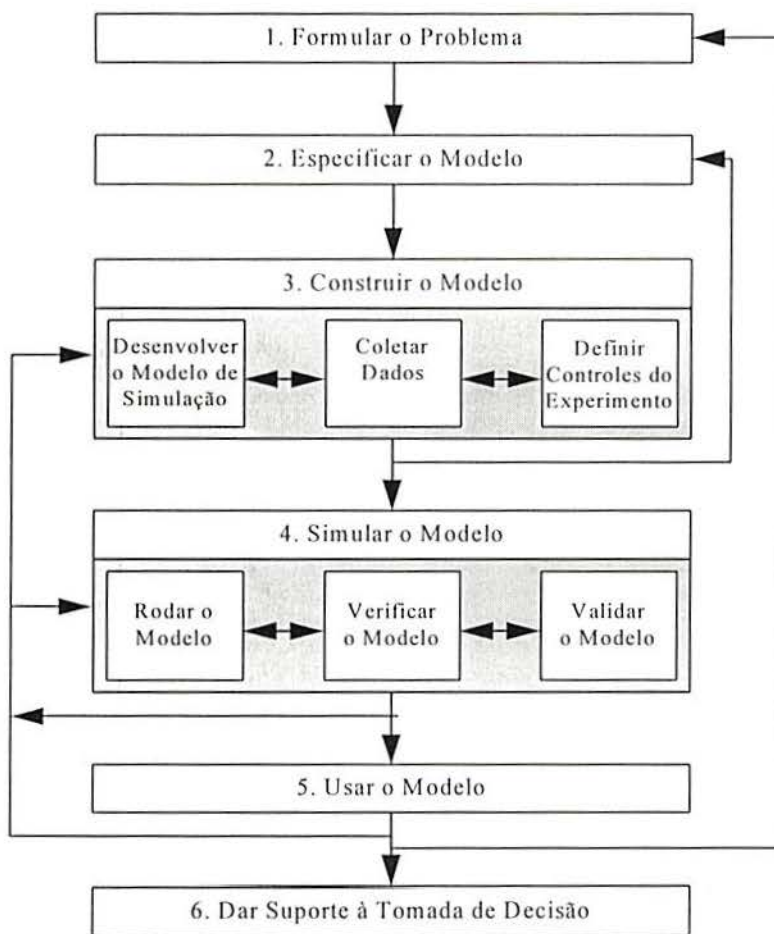 1. Formular o Problema
2. Especificar o Modelo
3. Construir o Modelo
Desenvolver
o Modelo de
Simulação
Coletar
Dados
Definir
Controles do
Experimento
4. Simular o Modelo
Rodar o
Modelo
Verificar
o Modelo
Validar
o Modelo
5. Usar o Modelo
6. Dar Suporte à Tomada de Decisão